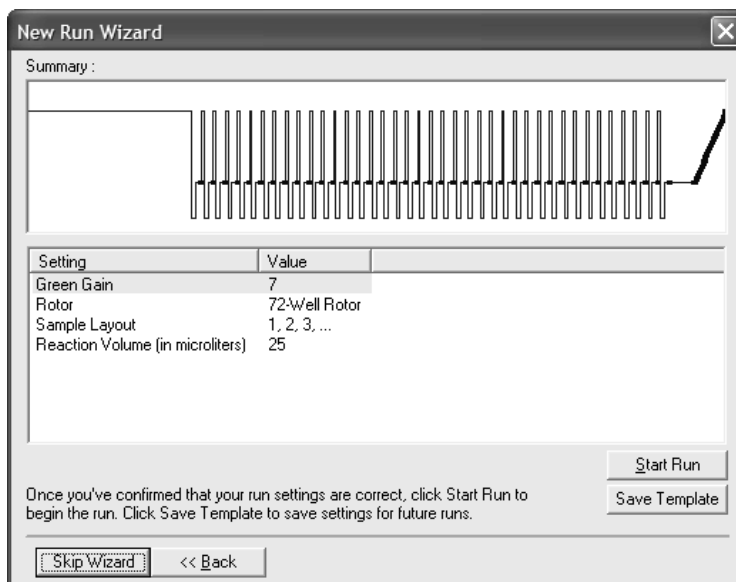 New Run Wizard
Summary :
Setting Value
Green Gain 7
Rotor 72-Well Rotor
Sample Layout 1, 2, 3, ...
Reaction Volume (in microliters) 25
Start Run
Once you've confirmed that your run settings are correct, click Start Run to
begin the run. Click Save Template to save settings for future runs.
Save Template
Skip Wizard << Back